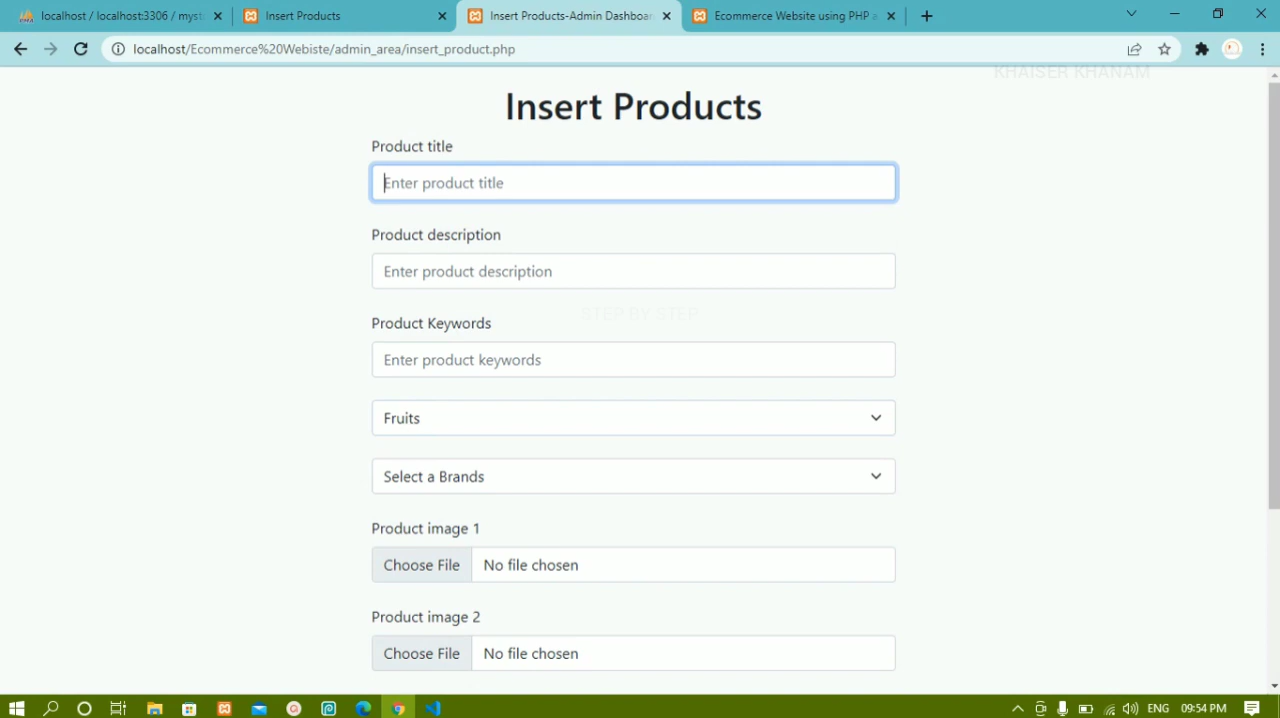 localhost / localhost:3306 / myst
Insert Products
Insert Products-Admin Dashboar
Ecommerce Website using PHP a
localhost/Ecommerce%20Webiste/admin_area/insert_product.php
KHAISER KHANAM
Insert Products
Product title
Enter product title
Product description
Enter product description
STEP BY STEP
Product Keywords
Enter product keywords
Fruits
Select a Brands
Product image 1
Choose File No file chosen
Product image 2
Choose File No file chosen
ENG 09:54 PM